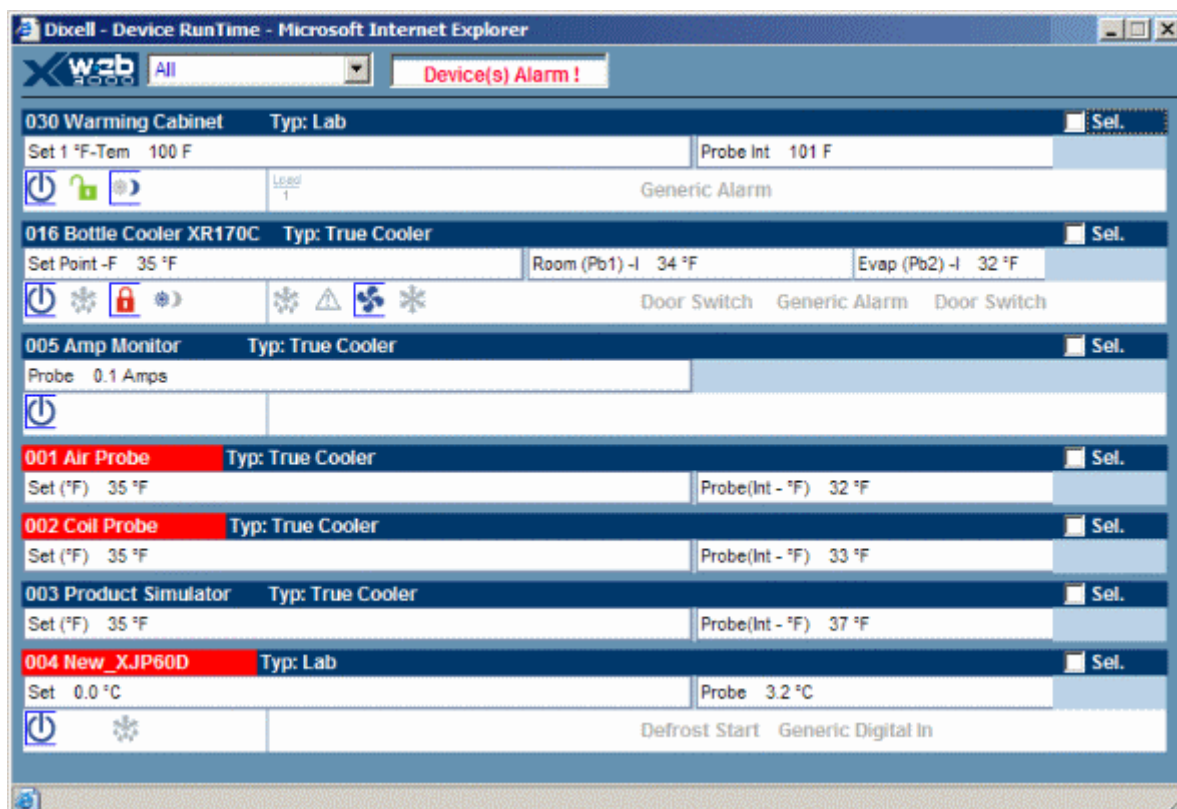 Dixell - Device RunTime - Microsoft Internet Explorer
Xweb 3000 All Device(s) Alarm !
030 Warming Cabinet Typ: Lab Sel.
Set 1 °F-Tem 100 F Probe Int 101 F
Load 1 Generic Alarm
016 Bottle Cooler XR170C Typ: True Cooler Sel.
Set Point -F 35 °F Room (Pb1) -I 34 °F Evap (Pb2) -I 32 °F
Door Switch Generic Alarm Door Switch
005 Amp Monitor Typ: True Cooler Sel.
Probe 0.1 Amps
001 Air Probe Typ: True Cooler Sel.
Set (°F) 35 °F Probe(Int - °F) 32 °F
002 Coil Probe Typ: True Cooler Sel.
Set (°F) 35 °F Probe(Int - °F) 33 °F
003 Product Simulator Typ: True Cooler Sel.
Set (°F) 35 °F Probe(Int - °F) 37 °F
004 New_XJP60D Typ: Lab Sel.
Set 0.0 °C Probe 3.2 °C
Defrost Start Generic Digital In